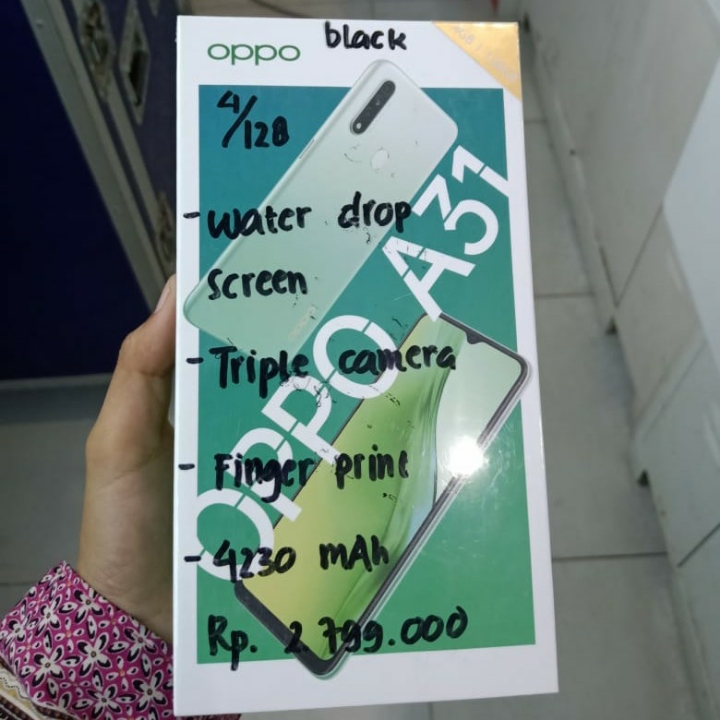 oppo
black
4/128
- Water drop
screen
- Triple camera
- Finger print
- 4230 mAh
Rp. 2.799.000
OPPO A31